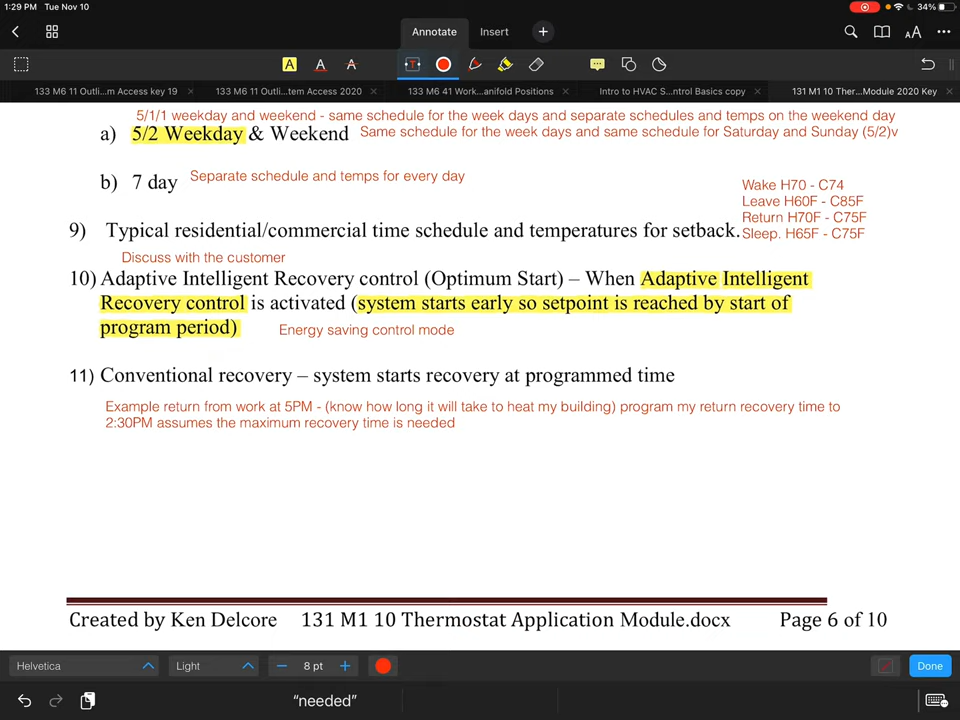 1:29 PM Tue Nov 10
34%
Annotate
Insert
AA
A
A
A
T
133 M6 11 Outli...m Access key 19
133 M6 11 Outli...tem Access 2020
133 M6 41 Work...anifold Positions
Intro to HVAC S...ntrol Basics copy
131 M1 10 Ther...Module 2020 Key
5/1/1 weekday and weekend - same schedule for the week days and separate schedules and temps on the weekend day
a) 5/2 Weekday & Weekend Same schedule for the week days and same schedule for Saturday and Sunday (5/2)v
b) 7 day Separate schedule and temps for every day
Wake H70 - C74
Leave H60F - C85F
Return H70F - C75F
9) Typical residential/commercial time schedule and temperatures for setback. Sleep. H65F - C75F
Discuss with the customer
10) Adaptive Intelligent Recovery control (Optimum Start) – When Adaptive Intelligent
Recovery control is activated (system starts early so setpoint is reached by start of
program period) Energy saving control mode
11) Conventional recovery – system starts recovery at programmed time
Example return from work at 5PM - (know how long it will take to heat my building) program my return recovery time to
2:30PM assumes the maximum recovery time is needed
Created by Ken Delcore 131 M1 10 Thermostat Application Module.docx Page 6 of 10
Helvetica
Light
8 pt
Done
“needed”